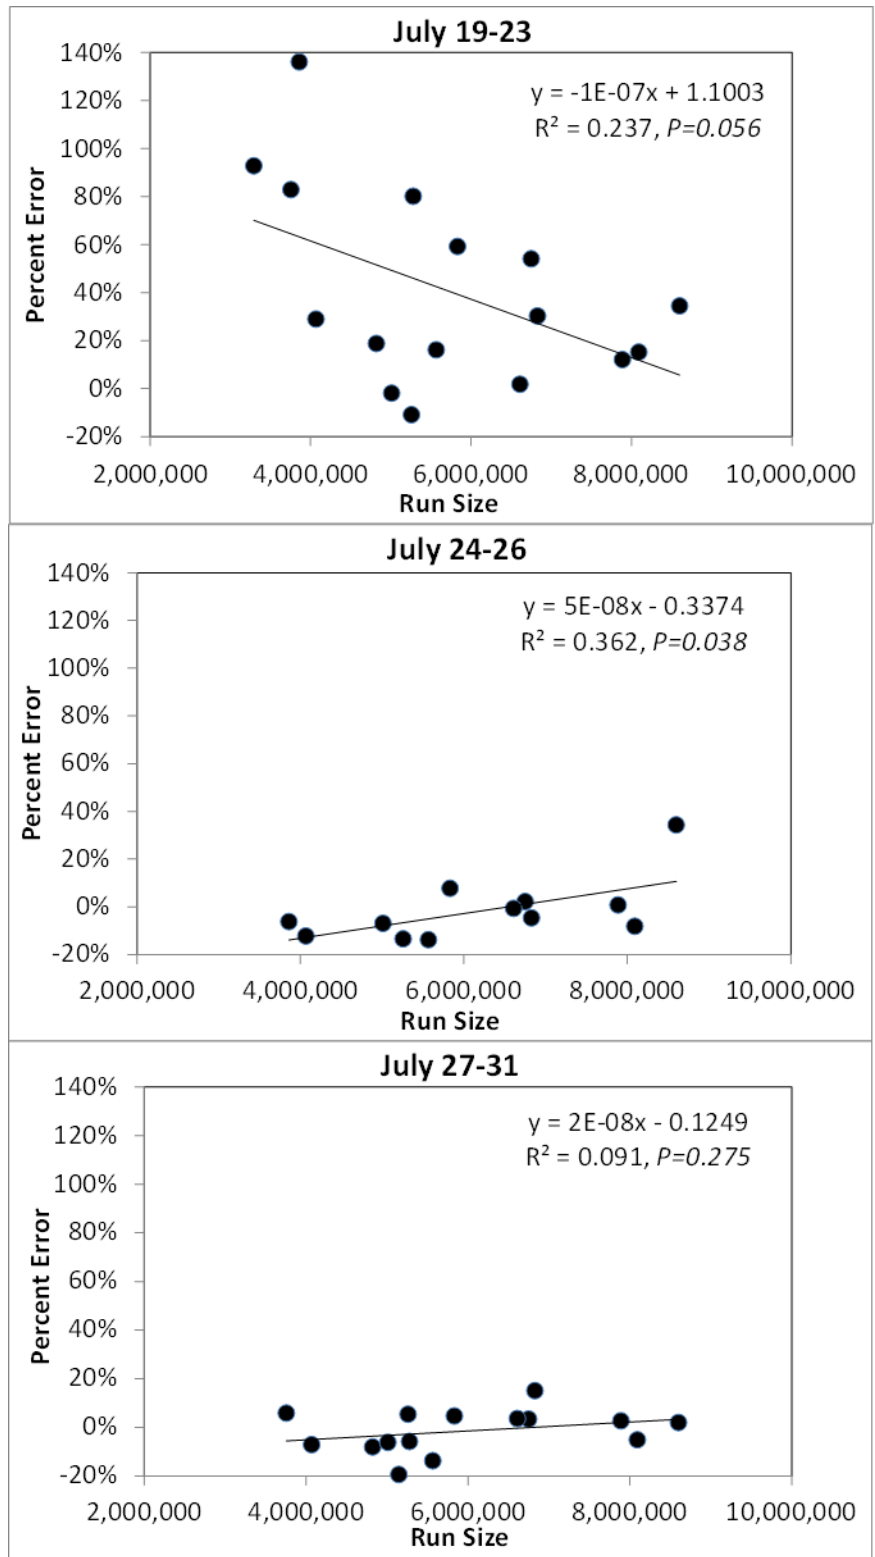 July 19-23
140%
120%
100%
80%
60%
40%
20%
0%
-20%
Percent Error
y = -1E-07x + 1.1003
R² = 0.237, P=0.056
2,000,000 4,000,000 6,000,000 8,000,000 10,000,000
Run Size
July 24-26
140%
120%
100%
80%
60%
40%
20%
0%
-20%
Percent Error
y = 5E-08x - 0.3374
R² = 0.362, P=0.038
2,000,000 4,000,000 6,000,000 8,000,000 10,000,000
Run Size
July 27-31
140%
120%
100%
80%
60%
40%
20%
0%
-20%
Percent Error
y = 2E-08x - 0.1249
R² = 0.091, P=0.275
2,000,000 4,000,000 6,000,000 8,000,000 10,000,000
Run Size